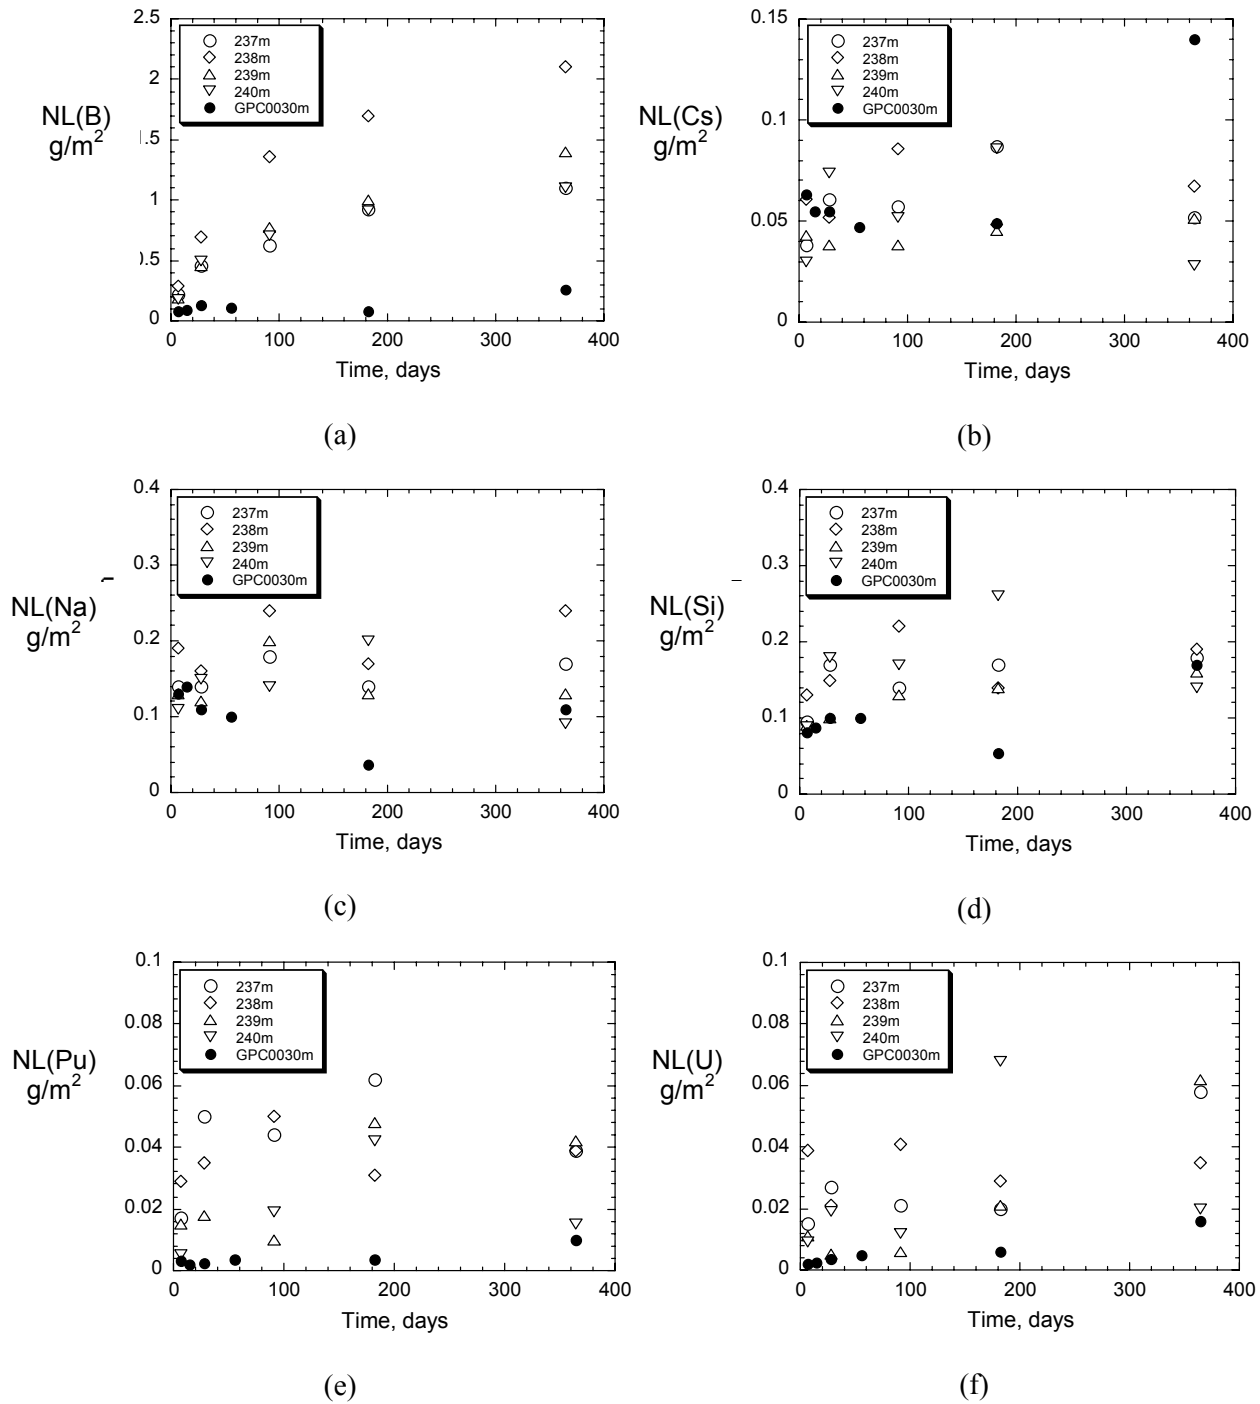 2.5
2
1.5
1
0.5
0
NL(B)
g/m2
237m
238m
239m
240m
GPC0030m
0 100 200 300 400
Time, days
(a)
0.15
0.1
0.05
0
NL(Cs)
g/m2
237m
238m
239m
240m
GPC0030m
0 100 200 300 400
Time, days
(b)
0.4
0.3
0.2
0.1
0
NL(Na)
g/m2
237m
238m
239m
240m
GPC0030m
0 100 200 300 400
Time, days
(c)
0.4
0.3
0.2
0.1
0
NL(Si)
g/m2
237m
238m
239m
240m
GPC0030m
0 100 200 300 400
Time, days
(d)
0.1
0.08
0.06
0.04
0.02
0
NL(Pu)
g/m2
237m
238m
239m
240m
GPC0030m
0 100 200 300 400
Time, days
(e)
0.1
0.08
0.06
0.04
0.02
0
NL(U)
g/m2
237m
238m
239m
240m
GPC0030m
0 100 200 300 400
Time, days
(f)